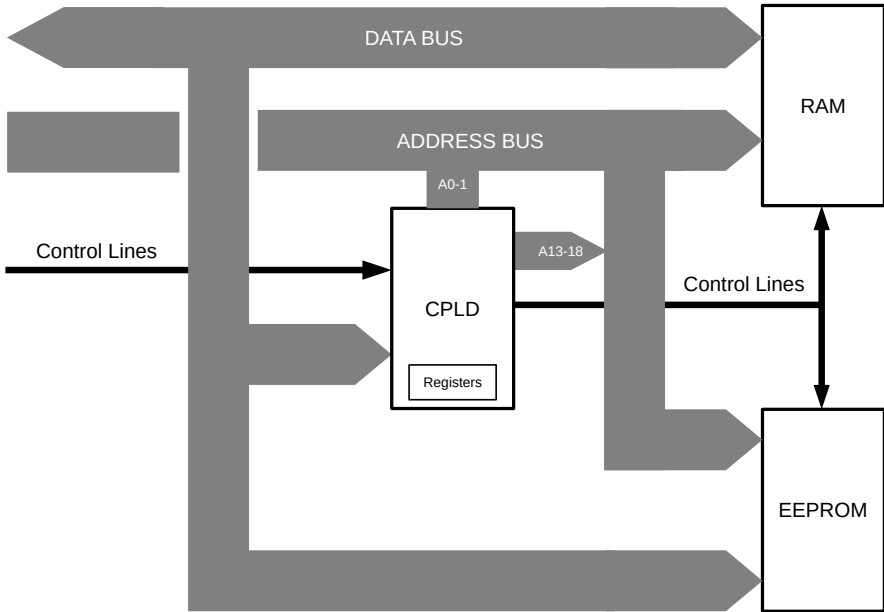 DATA BUS
RAM
ADDRESS BUS
A0-1
Control Lines
A13-18
Control Lines
CPLD
Registers
EEPROM